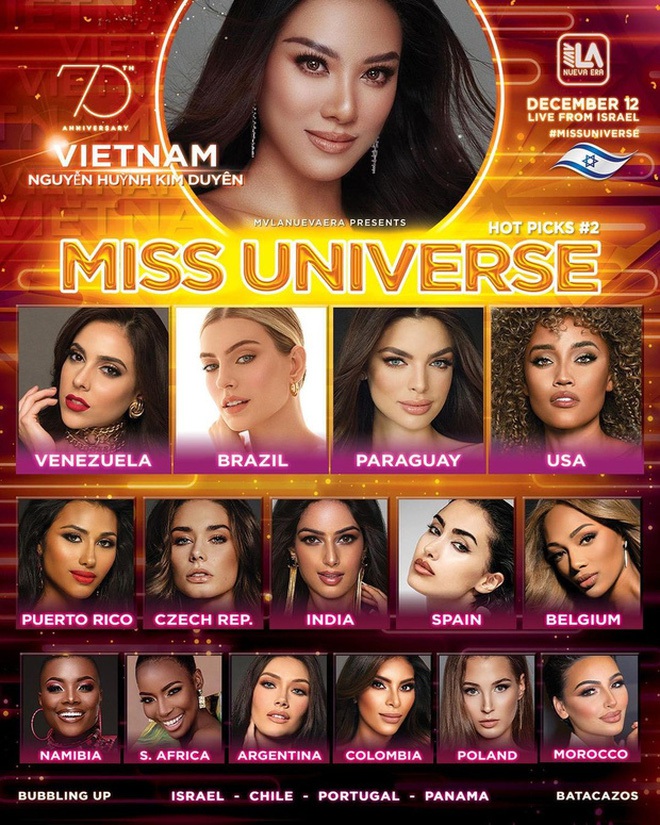 70TH
ANNIVERSARY
VIETNAM
NGUYỄN HUỲNH KIM DUYÊN
MVLA
NUEVA ERA
DECEMBER 12
LIVE FROM ISRAEL
#MISSUNIVERSE
MVLANUEVAERA PRESENTS
HOT PICKS #2
MISS UNIVERSE
VENEZUELA
BRAZIL
PARAGUAY
USA
PUERTO RICO
CZECH REP.
INDIA
SPAIN
BELGIUM
NAMIBIA
S. AFRICA
ARGENTINA
COLOMBIA
POLAND
MOROCCO
BUBBLING UP
ISRAEL - CHILE - PORTUGAL - PANAMA
BATACAZOS